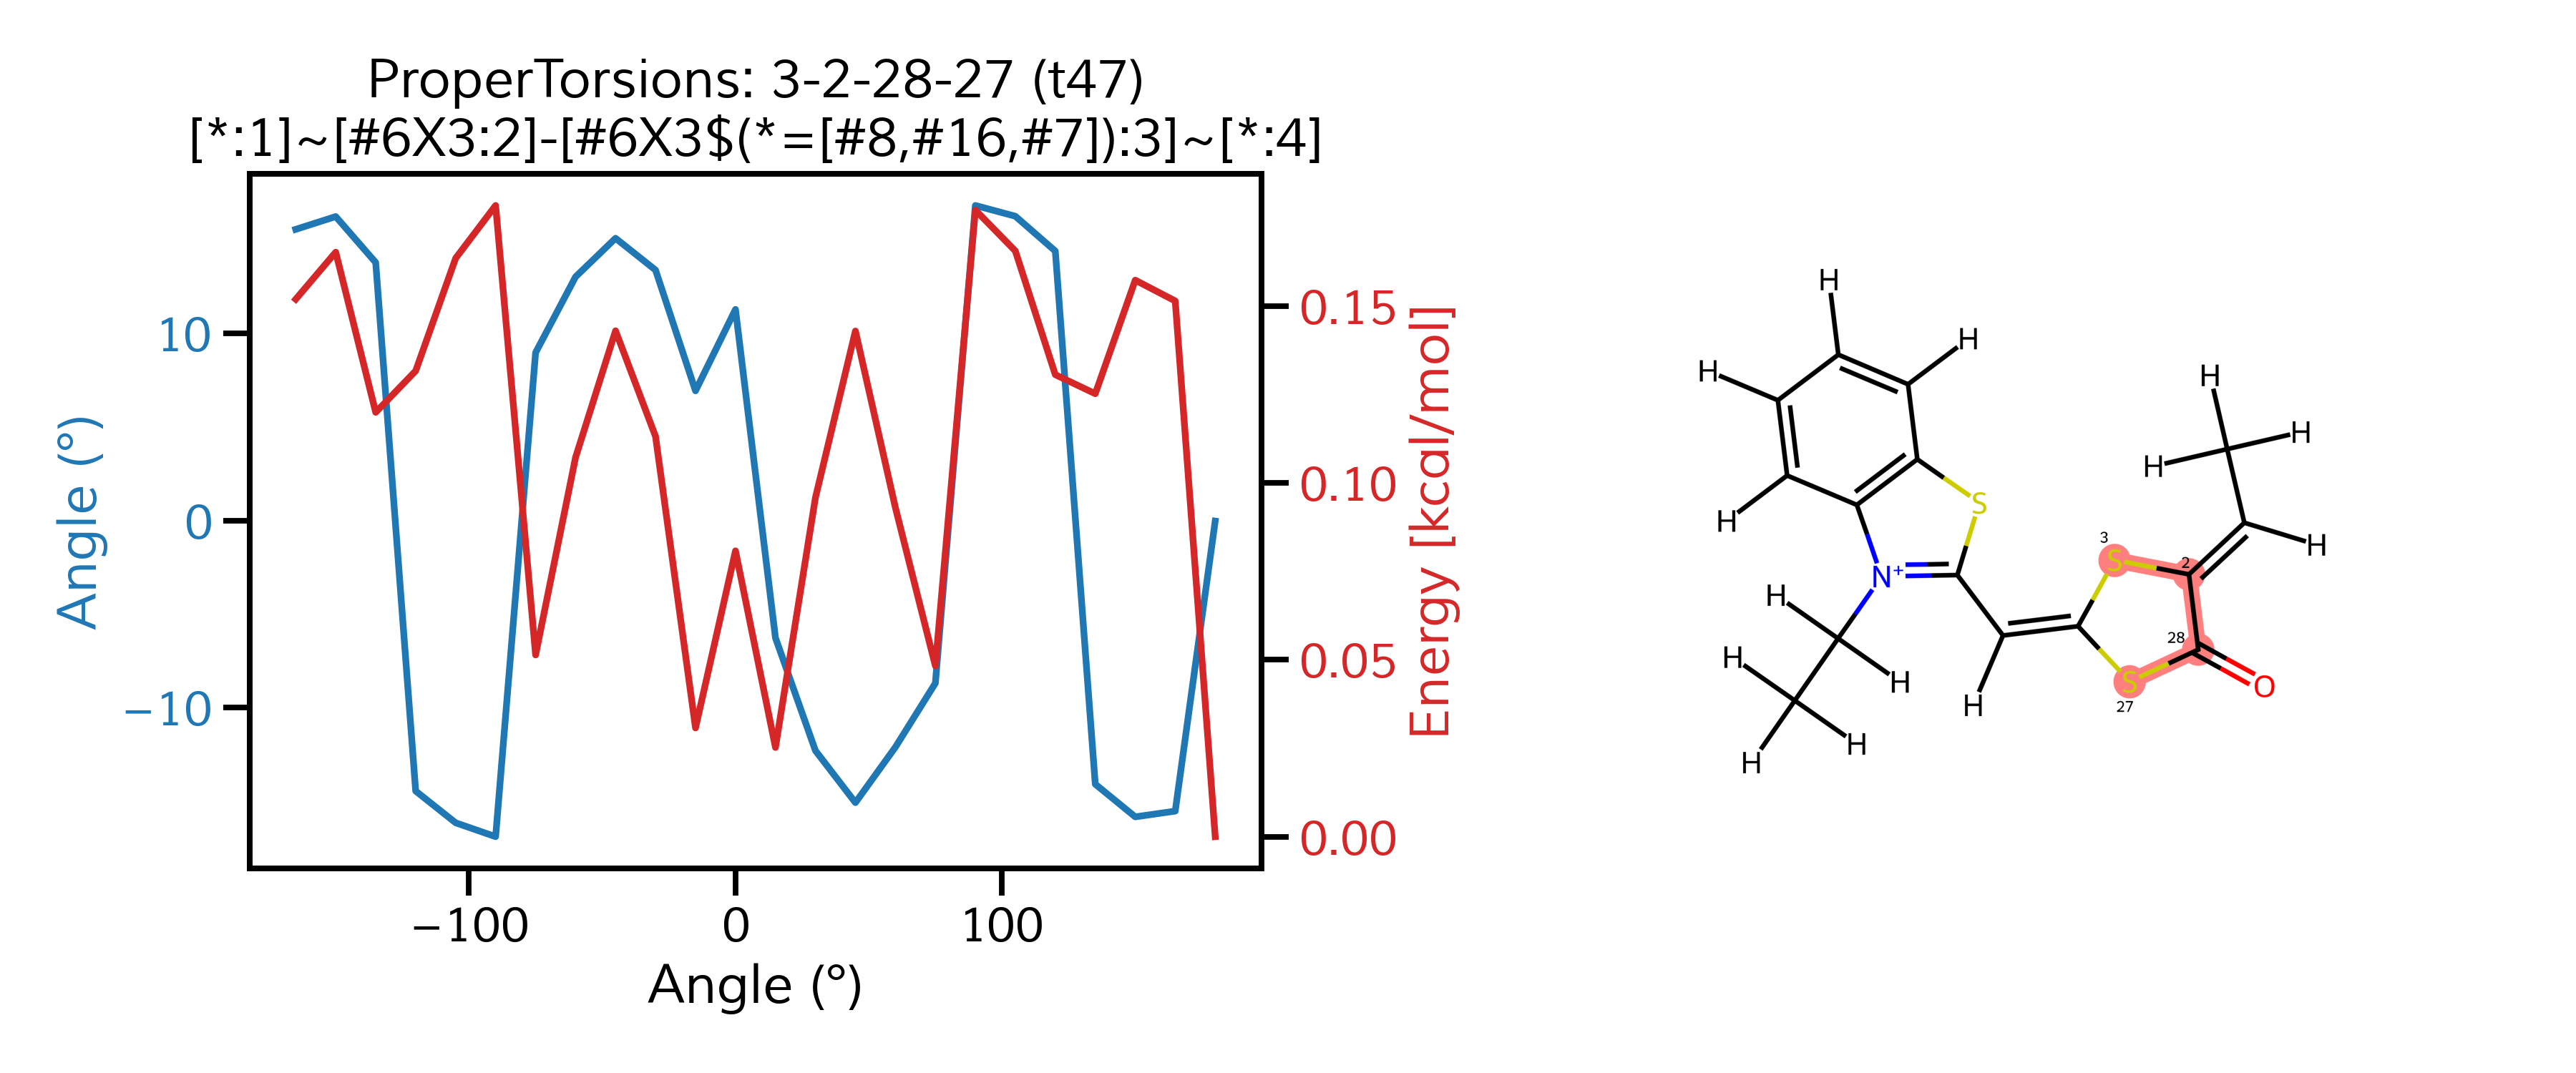 ProperTorsions: 3-2-28-27 (t47)
[*:1]~[#6X3:2]-[#6X3$(*=[#8,#16,#7]):3]~[*:4]
Angle (°)
10
0
−10
−100
0
100
Angle (°)
0.15
0.10
0.05
0.00
Energy [kcal/mol]
H
H
H
H
H
H
H
S
3
S
2
H
N⁺
H
28
H
H
S
27
O
H
H
H
H